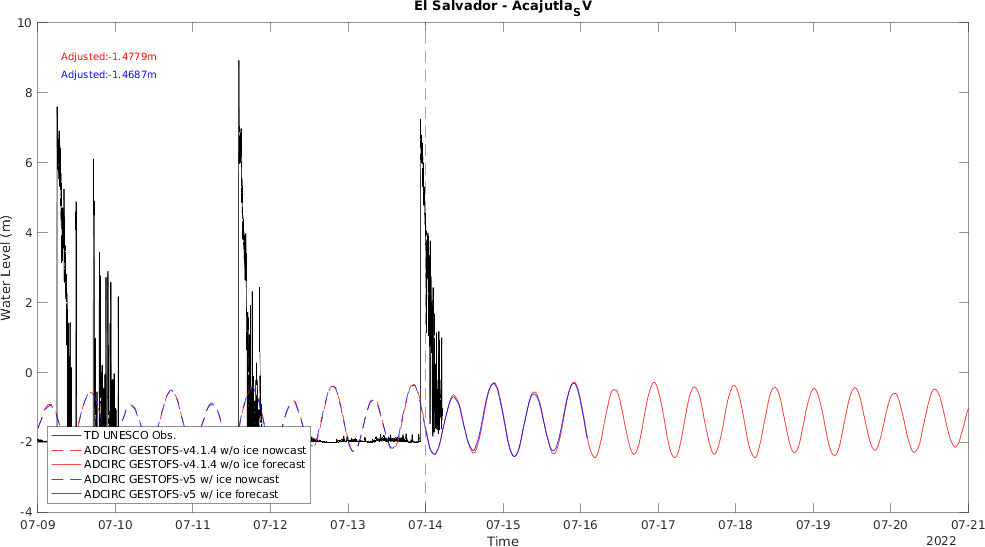 El Salvador - AcajutlaSV
Adjusted:-1.4779m
Adjusted:-1.4687m
10
8
6
4
2
0
-2
-4
Water Level (m)
TD UNESCO Obs.
ADCIRC GESTOFS-v4.1.4 w/o ice nowcast
ADCIRC GESTOFS-v4.1.4 w/o ice forecast
ADCIRC GESTOFS-v5 w/ ice nowcast
ADCIRC GESTOFS-v5 w/ ice forecast
07-09 07-10 07-11 07-12 07-13 07-14 07-15 07-16 07-17 07-18 07-19 07-20 07-21
Time
2022